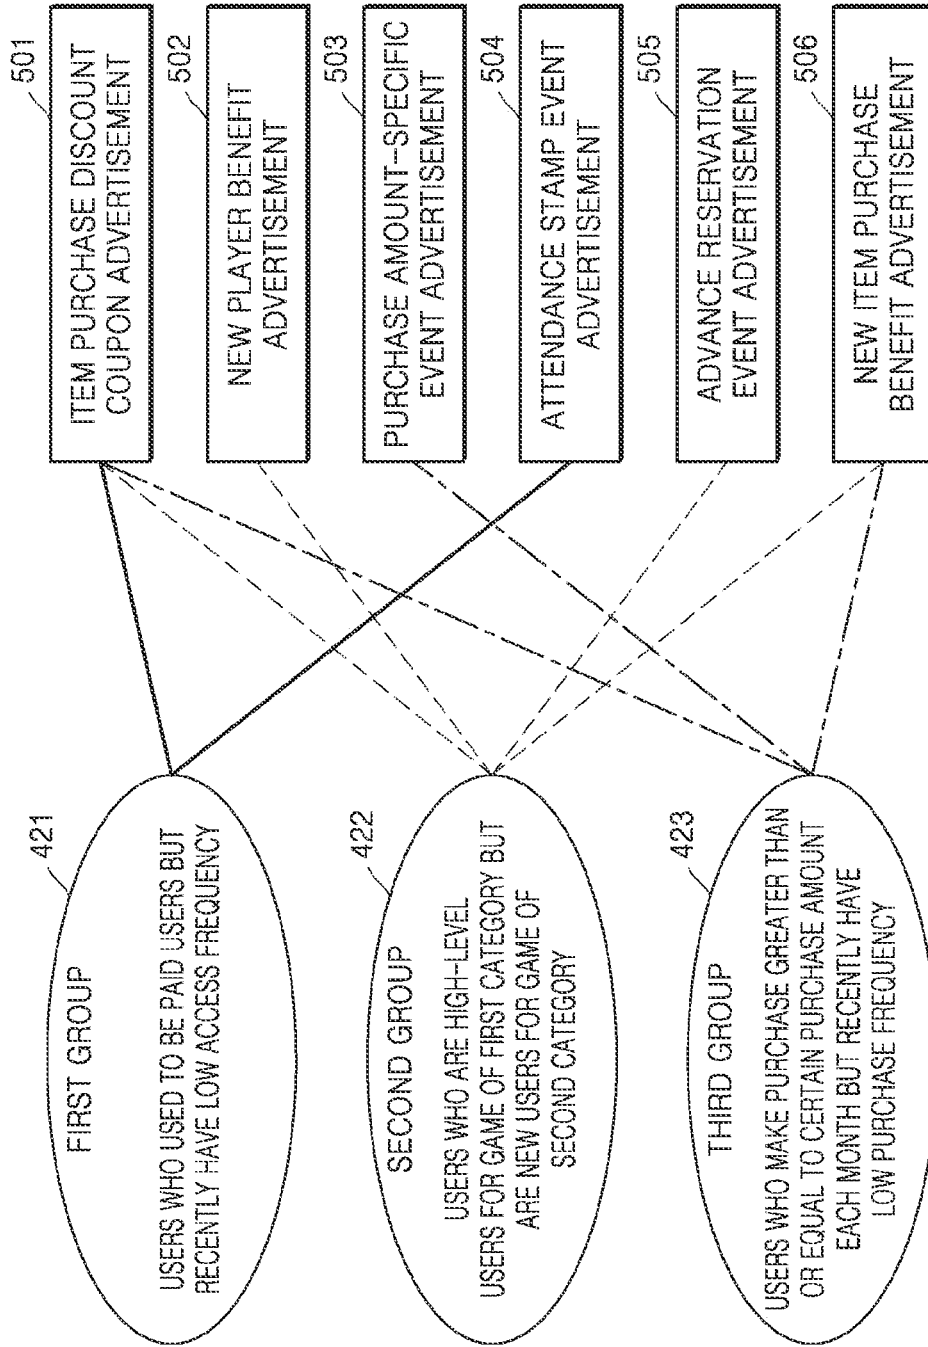 421
FIRST GROUP
USERS WHO USED TO BE PAID USERS BUT
RECENTLY HAVE LOW ACCESS FREQUENCY
422
SECOND GROUP
USERS WHO ARE HIGH-LEVEL
USERS FOR GAME OF FIRST CATEGORY BUT
ARE NEW USERS FOR GAME OF
SECOND CATEGORY
423
THIRD GROUP
USERS WHO MAKE PURCHASE GREATER THAN
OR EQUAL TO CERTAIN PURCHASE AMOUNT
EACH MONTH BUT RECENTLY HAVE
LOW PURCHASE FREQUENCY
501
ITEM PURCHASE DISCOUNT
COUPON ADVERTISEMENT
502
NEW PLAYER BENEFIT
ADVERTISEMENT
503
PURCHASE AMOUNT-SPECIFIC
EVENT ADVERTISEMENT
504
ATTENDANCE STAMP EVENT
ADVERTISEMENT
505
ADVANCE RESERVATION
EVENT ADVERTISEMENT
506
NEW ITEM PURCHASE
BENEFIT ADVERTISEMENT